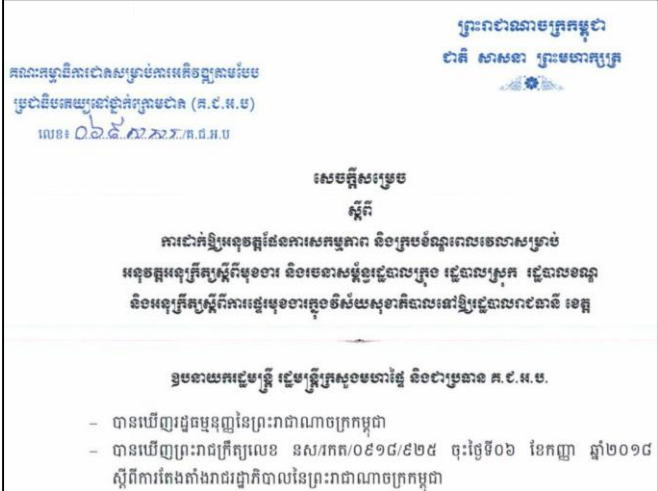 ព្រះរាជាណាចក្រកម្ពុជា
ជាតិ សាសនា ព្រះមហាក្សត្រ
គណៈកម្មាធិការជាតិសម្រាប់ការអភិវឌ្ឍតាមបែប
ប្រជាធិបតេយ្យនៅថ្នាក់ក្រោមជាតិ (គ.ជ.អ.ប)
លេខ៖ ០៦៩ /គ.ជ.អ.ប
សេចក្តីសម្រេច
ស្តីពី
ការដាក់ឱ្យអនុវត្តផែនការសកម្មភាព និងក្របខ័ណ្ឌពេលវេលាសម្រាប់
អនុវត្តអនុក្រឹត្យស្តីពីមុខងារ និងរចនាសម្ព័ន្ធរដ្ឋបាលក្រុង រដ្ឋបាលស្រុក រដ្ឋបាលខណ្ឌ
និងអនុក្រឹត្យស្តីពីការផ្ទេរមុខងារក្នុងវិស័យសុខាភិបាលទៅឱ្យរដ្ឋបាលរាជធានី ខេត្ត
ឧបនាយករដ្ឋមន្ត្រី រដ្ឋមន្ត្រីក្រសួងមហាផ្ទៃ និងជាប្រធាន គ.ជ.អ.ប.
– បានឃើញរដ្ឋធម្មនុញ្ញនៃព្រះរាជាណាចក្រកម្ពុជា
– បានឃើញព្រះរាជក្រឹត្យលេខ នស/រកត/០៩១៨/៩២៥ ចុះថ្ងៃទី០៦ ខែកញ្ញា ឆ្នាំ២០១៨
ស្តីពីការតែងតាំងរាជរដ្ឋាភិបាលនៃព្រះរាជាណាចក្រកម្ពុជា